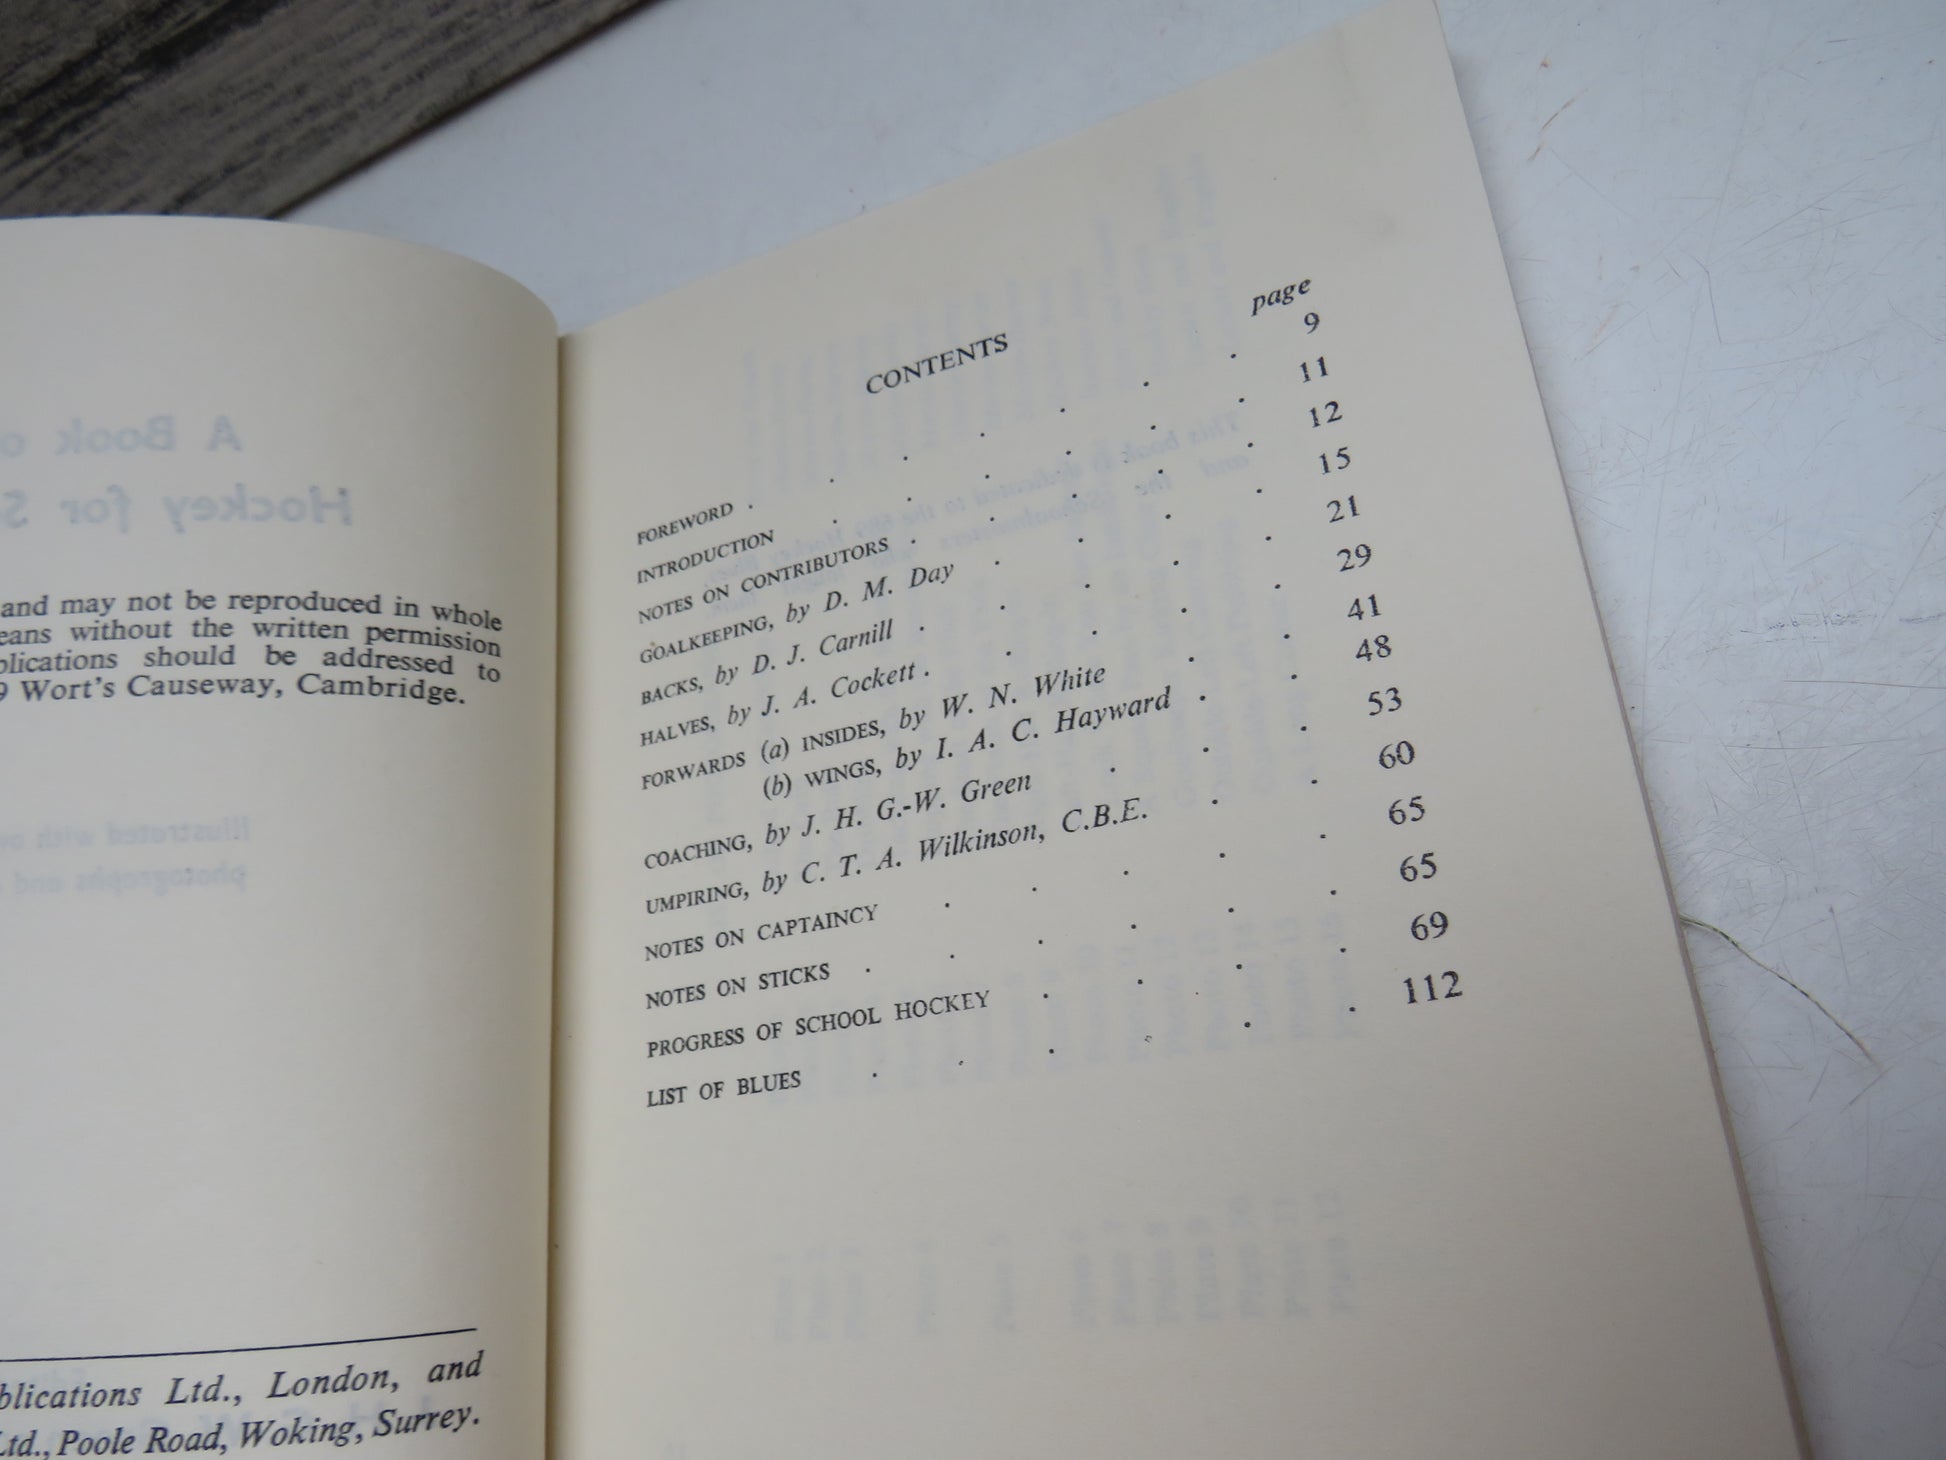 and may not be reproduced in whole
eans without the written permission
blications should be addressed to
9 Wort's Causeway, Cambridge.
blications Ltd., London, and
Ltd., Poole Road, Woking, Surrey.
CONTENTS
page
FOREWORD . . . . . . . 9
INTRODUCTION . . . . . . 11
NOTES ON CONTRIBUTORS . . . . . 12
GOALKEEPING, by D. M. Day . . . . 15
BACKS, by D. J. Carnill . . . . . 21
HALVES, by J. A. Cockett . . . . . 29
FORWARDS (a) INSIDES, by W. N. White . . 41
(b) WINGS, by I. A. C. Hayward . . 48
COACHING, by J. H. G.-W. Green . . . 53
UMPIRING, by C. T. A. Wilkinson, C.B.E. . . 60
NOTES ON CAPTAINCY . . . . . 65
NOTES ON STICKS . . . . . . 65
PROGRESS OF SCHOOL HOCKEY . . . . 69
LIST OF BLUES . . . . . . 112